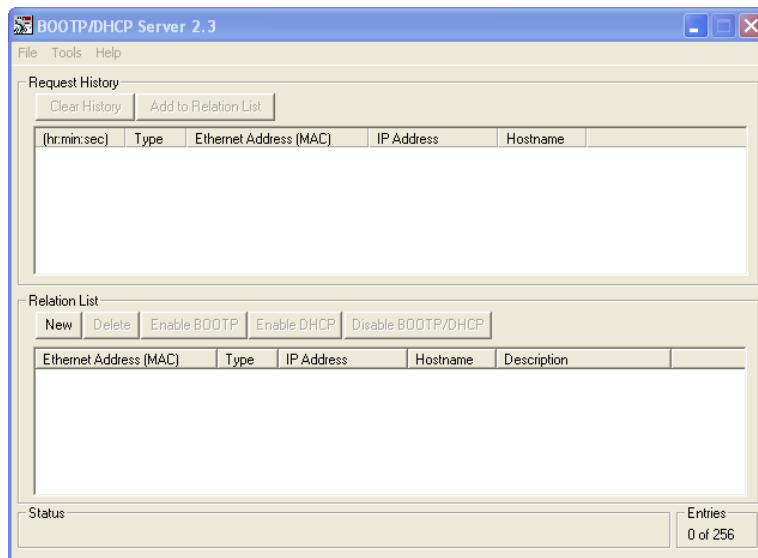 BOOTP/DHCP Server 2.3
File Tools Help
Request History
Clear History Add to Relation List
(hr:min:sec) Type Ethernet Address (MAC) IP Address Hostname
Relation List
New Delete Enable BOOTP Enable DHCP Disable BOOTP/DHCP
Ethernet Address (MAC) Type IP Address Hostname Description
Status
Entries
0 of 256